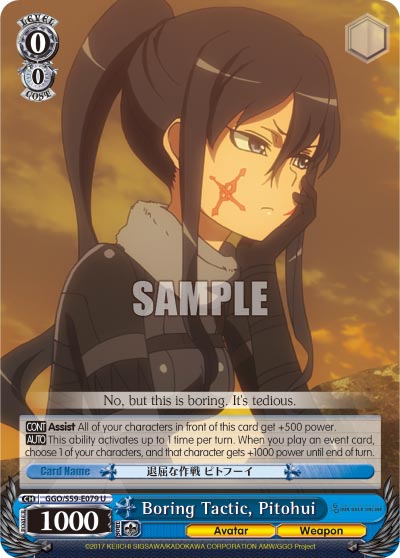 LEVEL
0
0
COST
SAMPLE
No, but this is boring. It's tedious.
CONT Assist All of your characters in front of this card get +500 power.
AUTO This ability activates up to 1 time per turn. When you play an event card,
choose 1 of your characters, and that character gets +1000 power until end of turn.
Card Name 退屈な作戦 ピトフーイ
CH GGO/S59-E079 U
1000
Boring Tactic, Pitohui
Avatar
Weapon
©2017 KEIICHI SIGSAWA/KADOKAWA CORPORATION AMW/GGO Project